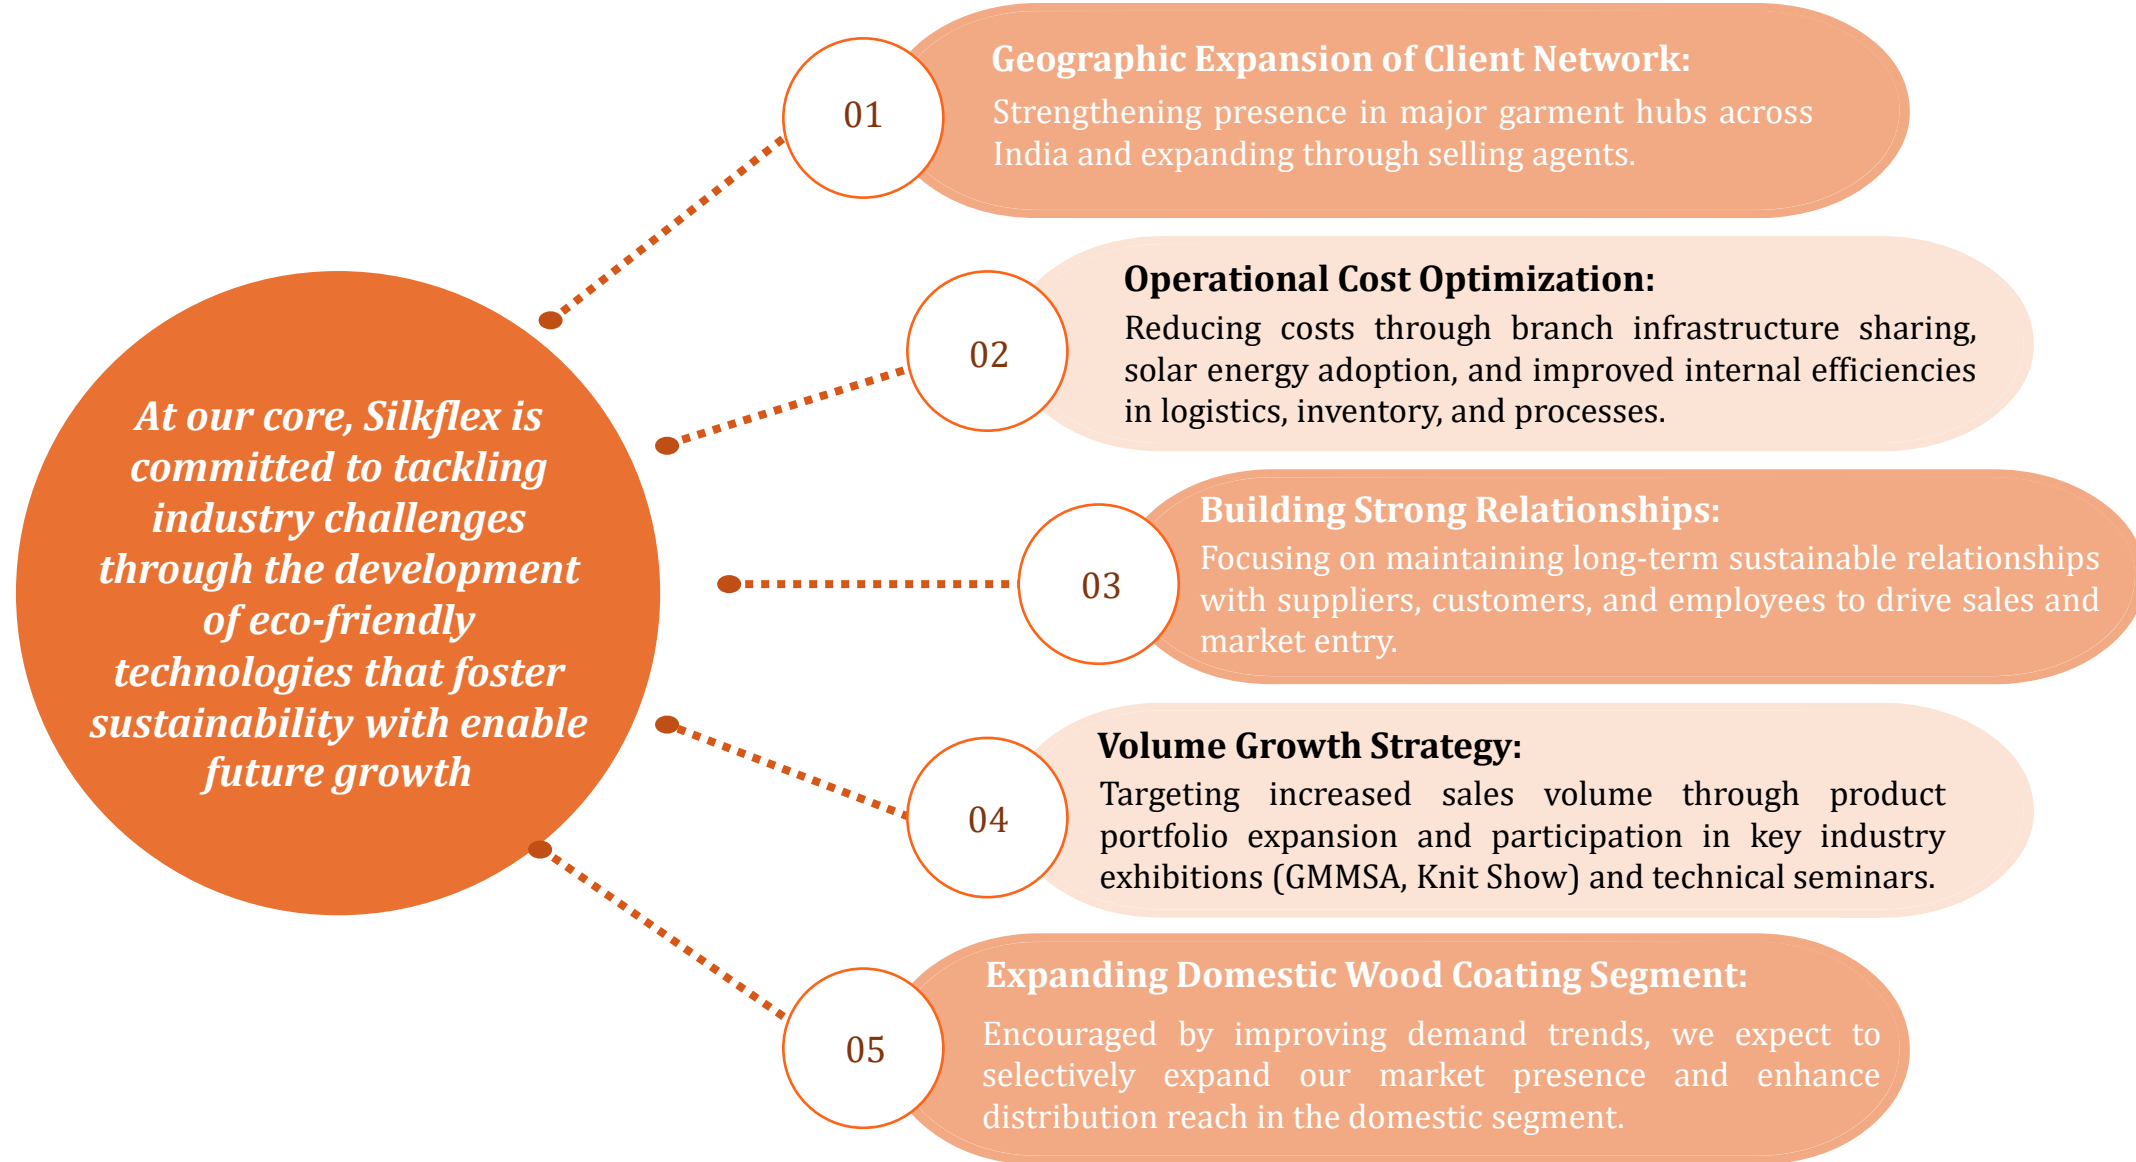 At our core, Silkflex is
committed to tackling
industry challenges
through the development
of eco-friendly
technologies that foster
sustainability with enable
future growth
01
Geographic Expansion of Client Network:
Strengthening presence in major garment hubs across
India and expanding through selling agents.
02
Operational Cost Optimization:
Reducing costs through branch infrastructure sharing,
solar energy adoption, and improved internal efficiencies
in logistics, inventory, and processes.
03
Building Strong Relationships:
Focusing on maintaining long-term sustainable relationships
with suppliers, customers, and employees to drive sales and
market entry.
04
Volume Growth Strategy:
Targeting increased sales volume through product
portfolio expansion and participation in key industry
exhibitions (GMMSA, Knit Show) and technical seminars.
05
Expanding Domestic Wood Coating Segment:
Encouraged by improving demand trends, we expect to
selectively expand our market presence and enhance
distribution reach in the domestic segment.